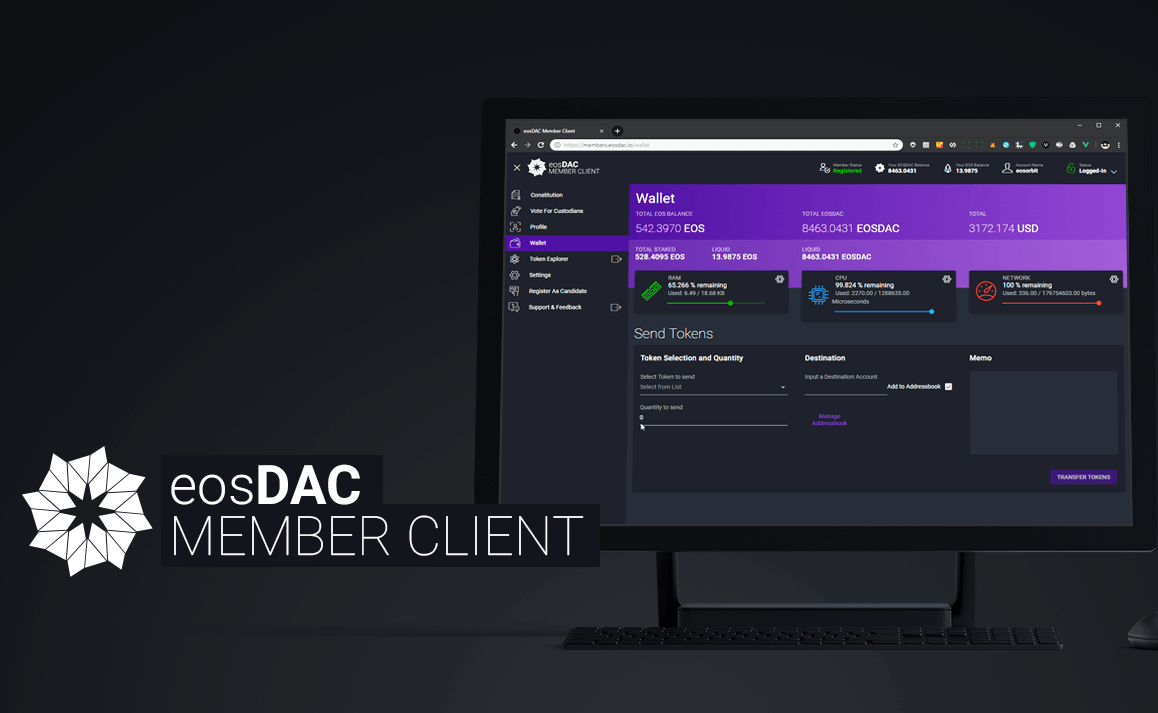 eosDAC Member Client
https://members.eosdac.io/wallet
eosDAC
MEMBER CLIENT
Member Status
Registered
Your EOSDAC Balance
8463.0431
Your EOS Balance
13.9875
Account Name
eosorbit
Status
Logged-In
Constitution
Vote For Custodians
Profile
Wallet
Token Explorer
Settings
Register As Candidate
Support & Feedback
Wallet
TOTAL EOS BALANCE
542.3970 EOS
TOTAL EOSDAC
8463.0431 EOSDAC
TOTAL
3172.174 USD
TOTAL STAKED
528.4095 EOS
LIQUID
13.9875 EOS
LIQUID
8463.0431 EOSDAC
RAM
65.266 % remaining
Used: 6.49 / 18.68 KB
CPU
99.824 % remaining
Used: 2270.00 / 1288635.00
Microseconds
NETWORK
100 % remaining
Used: 336.00 / 179754603.00 bytes
Send Tokens
Token Selection and Quantity
Select Token to send
Select from List
Quantity to send
0
Destination
Input a Destination Account
Add to Addressbook
Manage
Addressbook
Memo
TRANSFER TOKENS
eosDAC
MEMBER CLIENT